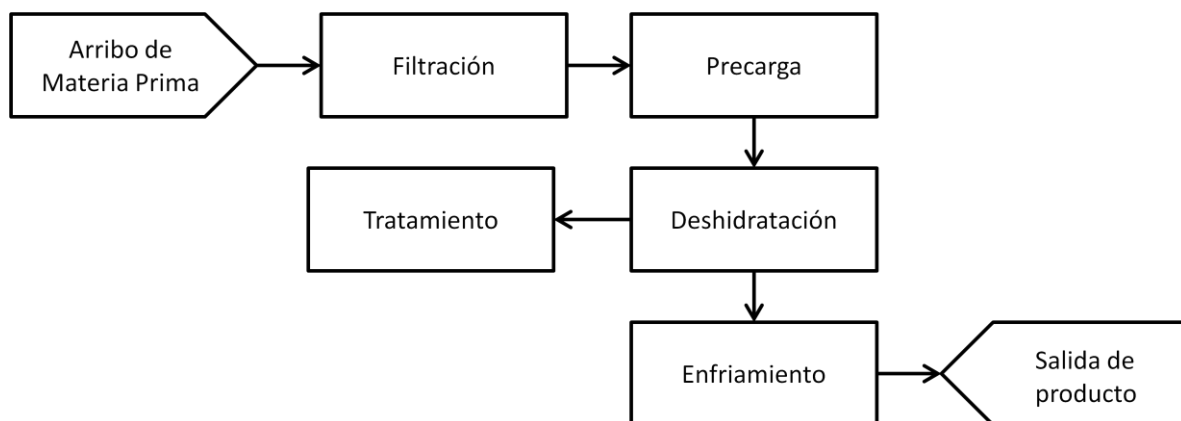 Arribo de
Materia Prima
Filtración
Precarga
Tratamiento
Deshidratación
Enfriamiento
Salida de
producto